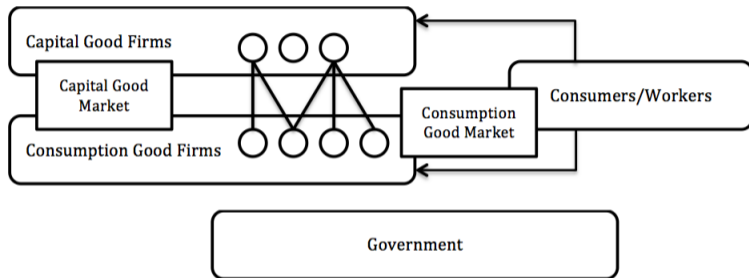 Capital Good Firms
Capital Good
Market
Consumers/Workers
Consumption
Good Market
Consumption Good Firms
Government